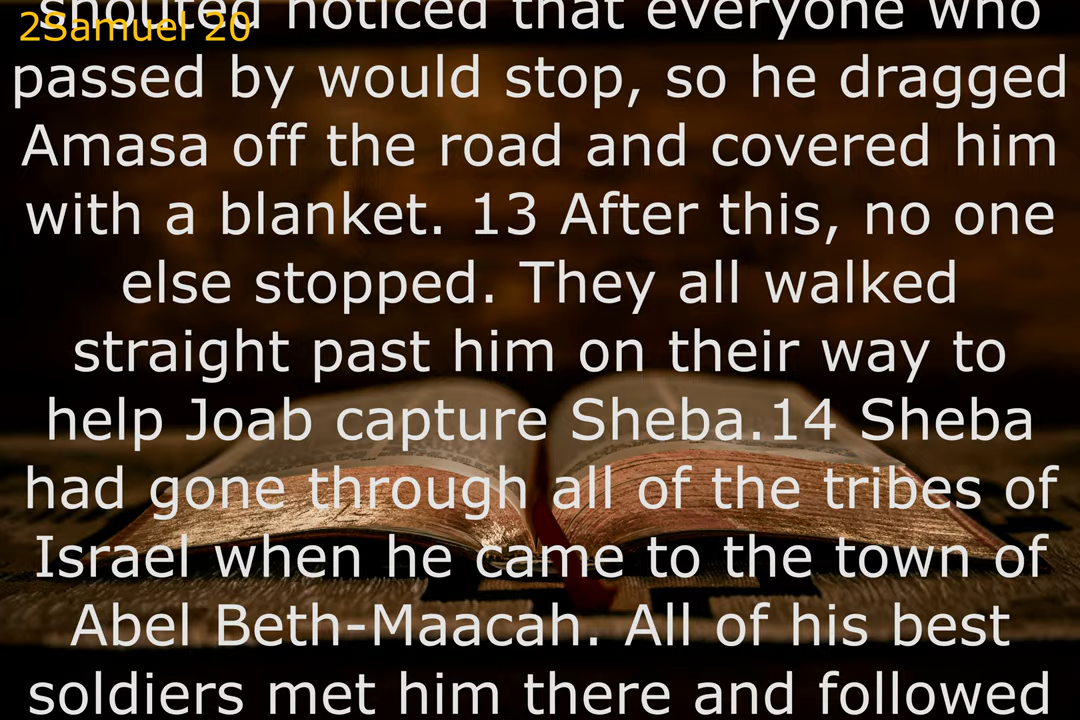 2Samuel 20
shouted noticed that everyone who
passed by would stop, so he dragged
Amasa off the road and covered him
with a blanket. 13 After this, no one
else stopped. They all walked
straight past him on their way to
help Joab capture Sheba.14 Sheba
had gone through all of the tribes of
Israel when he came to the town of
Abel Beth-Maacah. All of his best
soldiers met him there and followed